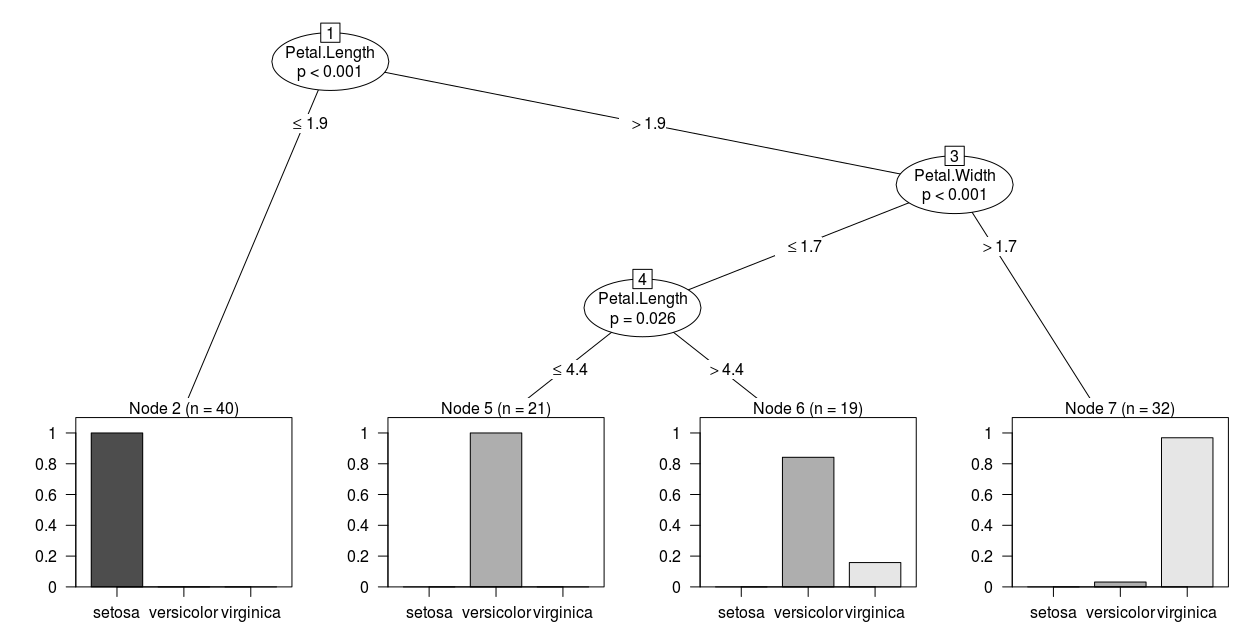 1
Petal.Length
p < 0.001
≤ 1.9
> 1.9
3
Petal.Width
p < 0.001
≤ 1.7
> 1.7
4
Petal.Length
p = 0.026
≤ 4.4
> 4.4
Node 2 (n = 40)
1
0.8
0.6
0.4
0.2
0
setosa versicolor virginica
Node 5 (n = 21)
1
0.8
0.6
0.4
0.2
0
setosa versicolor virginica
Node 6 (n = 19)
1
0.8
0.6
0.4
0.2
0
setosa versicolor virginica
Node 7 (n = 32)
1
0.8
0.6
0.4
0.2
0
setosa versicolor virginica